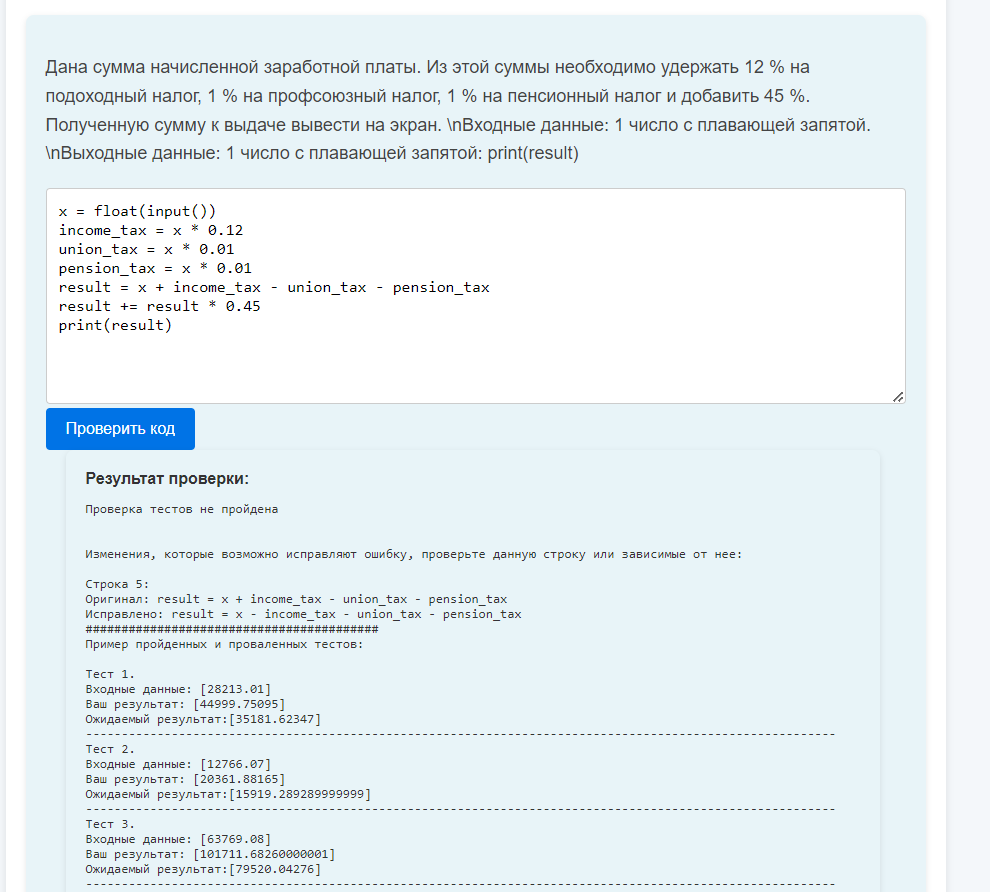 Дана сумма начисленной заработной платы. Из этой суммы необходимо удержать 12 % на
подоходный налог, 1 % на профсоюзный налог, 1 % на пенсионный налог и добавить 45 %.
Полученную сумму к выдаче вывести на экран. \nВходные данные: 1 число с плавающей запятой.
\nВыходные данные: 1 число с плавающей запятой: print(result)
x = float(input())
income_tax = x * 0.12
union_tax = x * 0.01
pension_tax = x * 0.01
result = x + income_tax - union_tax - pension_tax
result += result * 0.45
print(result)
Проверить код
Результат проверки:
Проверка тестов не пройдена
Изменения, которые возможно исправляют ошибку, проверьте данную строку или зависимые от нее:
Строка 5:
Оригинал: result = x + income_tax - union_tax - pension_tax
Исправлено: result = x - income_tax - union_tax - pension_tax
#########################################
Пример пройденных и проваленных тестов:
Тест 1.
Входные данные: [28213.01]
Ваш результат: [44999.75095]
Ожидаемый результат:[35181.62347]
---------------------------------------------------------------------------------------------------------
Тест 2.
Входные данные: [12766.07]
Ваш результат: [20361.88165]
Ожидаемый результат:[15919.289289999999]
---------------------------------------------------------------------------------------------------------
Тест 3.
Входные данные: [63769.08]
Ваш результат: [101711.68260000001]
Ожидаемый результат:[79520.04276]
---------------------------------------------------------------------------------------------------------